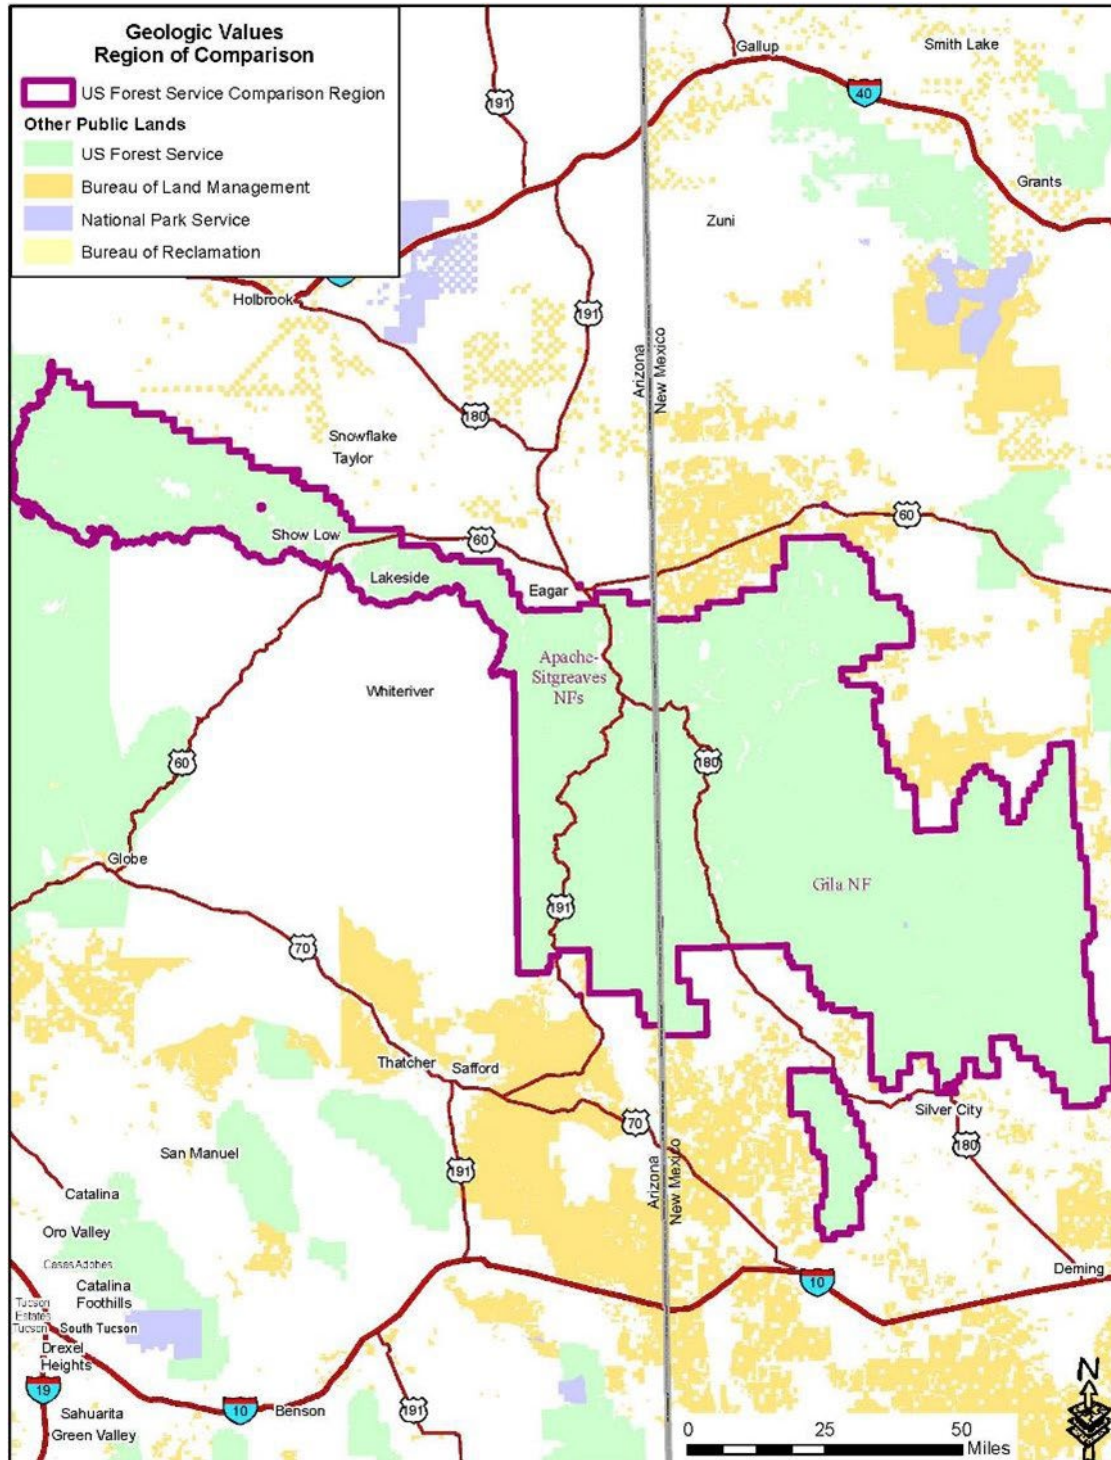 Geologic Values
Region of Comparison
US Forest Service Comparison Region
Other Public Lands
US Forest Service
Bureau of Land Management
National Park Service
Bureau of Reclamation
Gallup
Smith Lake
191
40
Grants
Zuni
Holbrook
191
Arizona
New Mexico
180
Snowflake
Taylor
60
Show Low
60
Lakeside
Eagar
Apache-
Sitgreaves
NFs
Whiteriver
60
180
Globe
Gila NF
191
70
Thatcher
Safford
Silver City
70
180
San Manuel
191
Arizona
New Mexico
Catalina
Oro Valley
Casas Adobes
Catalina
Foothills
Deming
10
Tucson
Estates
Tucson
South Tucson
Drexel
Heights
19
10
Benson
191
Sahuarita
Green Valley
N
0 25 50
Miles